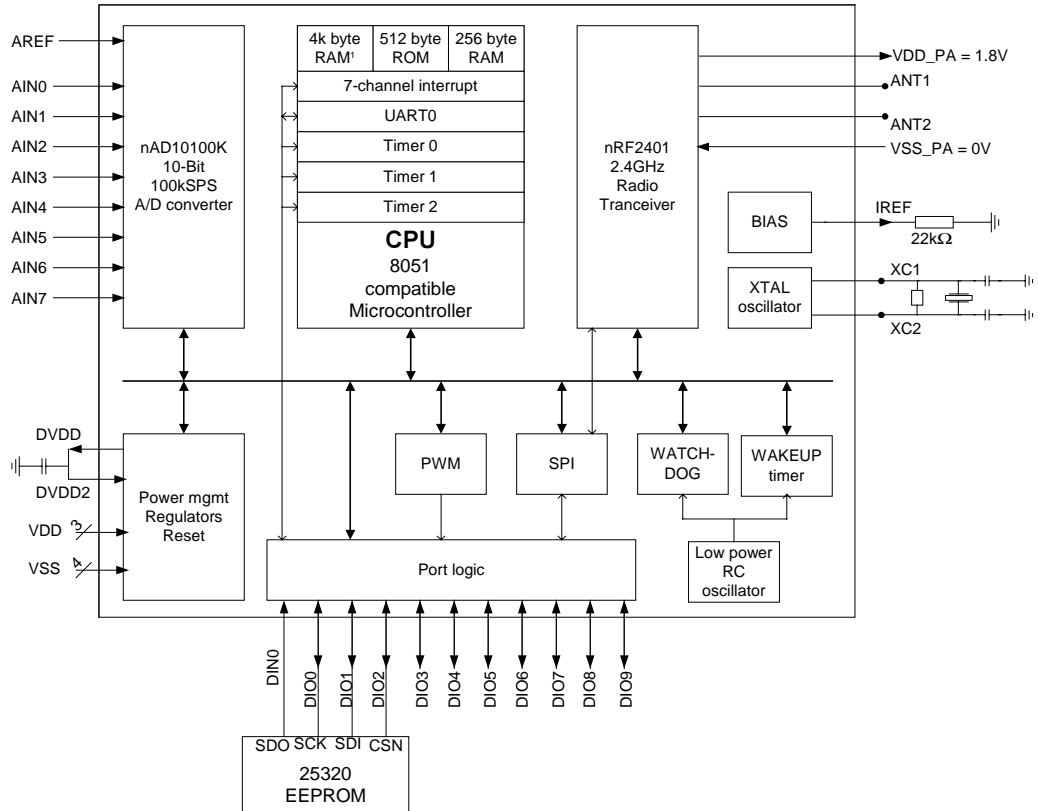 AREF
AIN0
AIN1
AIN2
AIN3
AIN4
AIN5
AIN6
AIN7
nAD10100K
10-Bit
100kSPS
A/D converter
4k byte
RAM¹
512 byte
ROM
256 byte
RAM
7-channel interrupt
UART0
Timer 0
Timer 1
Timer 2
CPU
8051
compatible
Microcontroller
nRF2401
2.4GHz
Radio
Tranceiver
VDD_PA = 1.8V
ANT1
ANT2
VSS_PA = 0V
BIAS
IREF
22kΩ
XTAL
oscillator
XC1
XC2
DVDD
DVDD2
VDD
3
VSS
4
Power mgmt
Regulators
Reset
PWM
SPI
WATCH-
DOG
WAKEUP
timer
Low power
RC
oscillator
Port logic
DIN0
DIO0
DIO1
DIO2
DIO3
DIO4
DIO5
DIO6
DIO7
DIO8
DIO9
SDO
SCK
SDI
CSN
25320
EEPROM